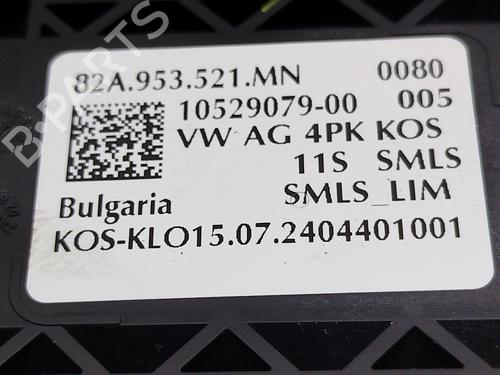 82A.953.521.MN 0080
10529079-00 005
VW AG 4PK KOS
11S SMLS
Bulgaria SMLS_LIM
KOS-KLO15.07.2404401001
B-PARTS